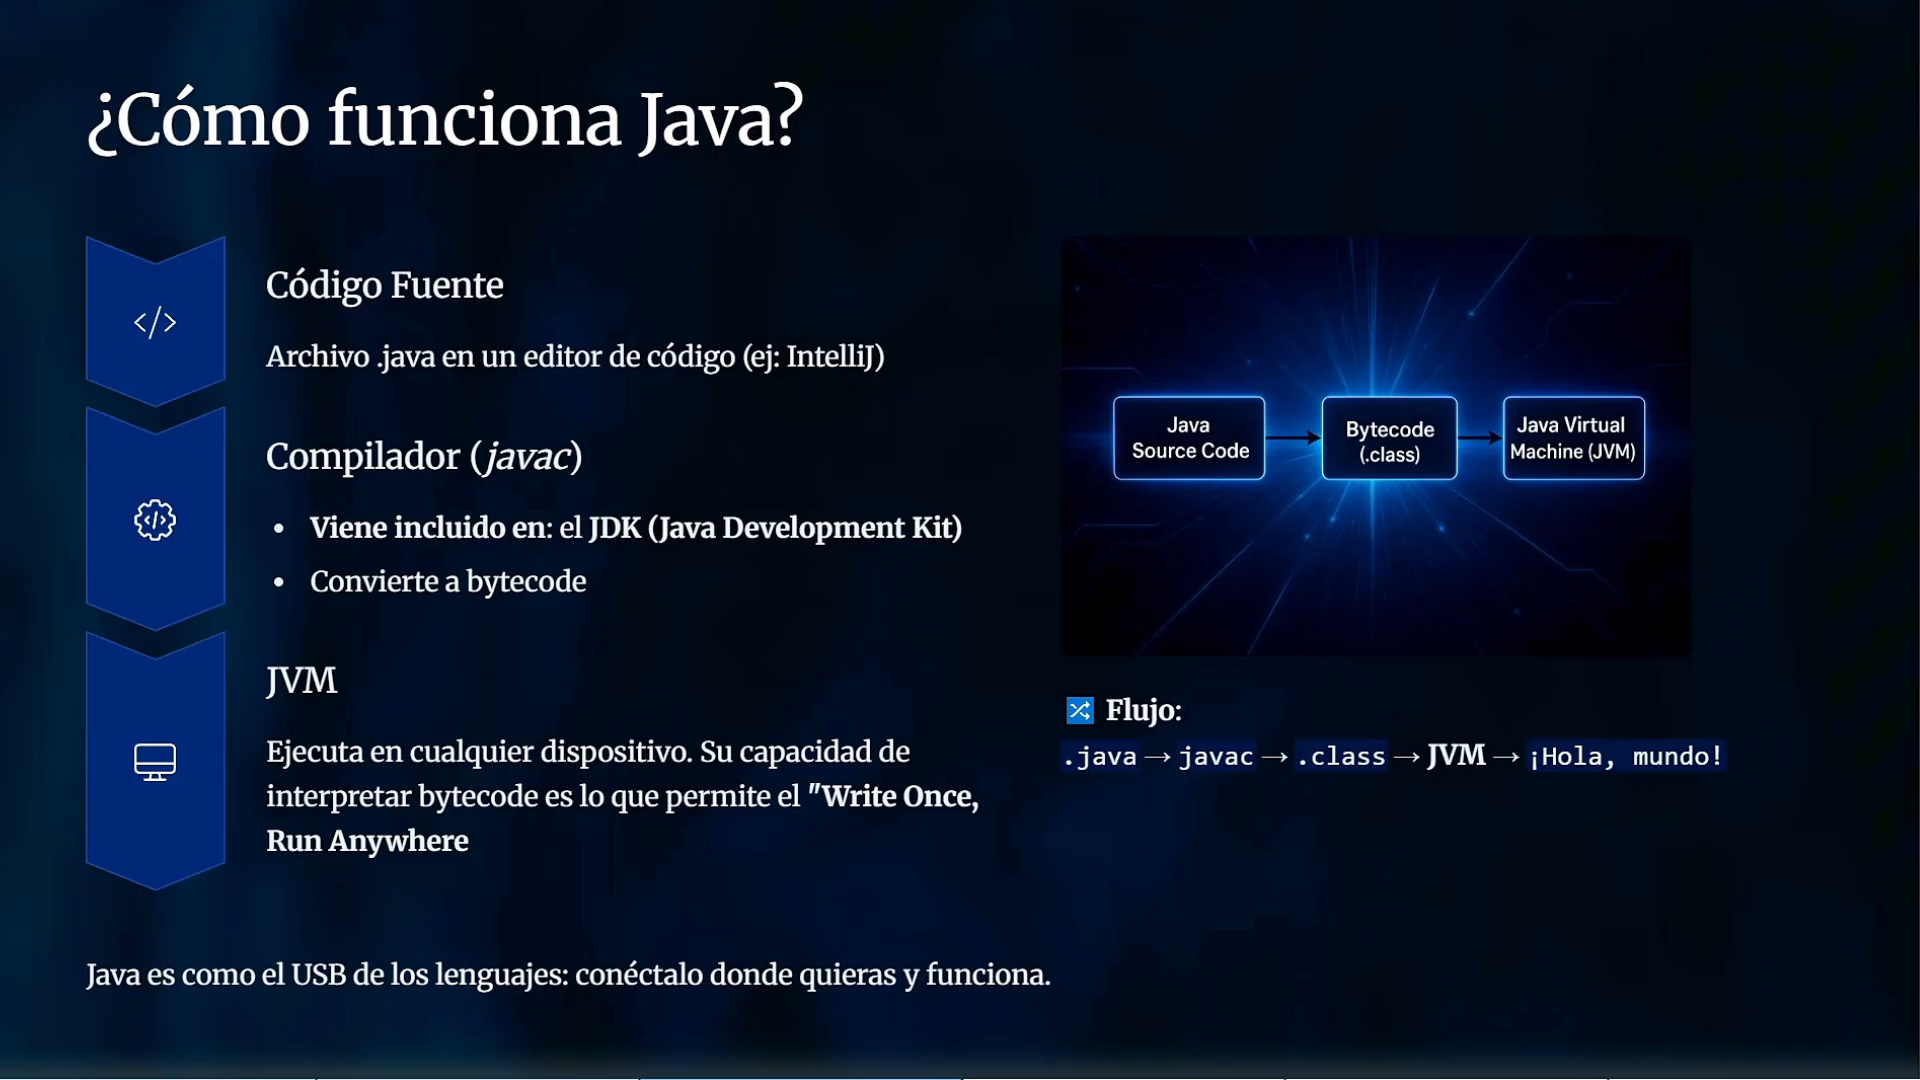 ¿Cómo funciona Java?
</>
Código Fuente
Archivo .java en un editor de código (ej: IntelliJ)
</>
Compilador (javac)
• Viene incluido en: el JDK (Java Development Kit)
• Convierte a bytecode
JVM
Ejecuta en cualquier dispositivo. Su capacidad de
interpretar bytecode es lo que permite el "Write Once,
Run Anywhere
Java
Source Code
Bytecode
(.class)
Java Virtual
Machine (JVM)
Flujo:
.java → javac → .class → JVM → ¡Hola, mundo!
Java es como el USB de los lenguajes: conéctalo donde quieras y funciona.